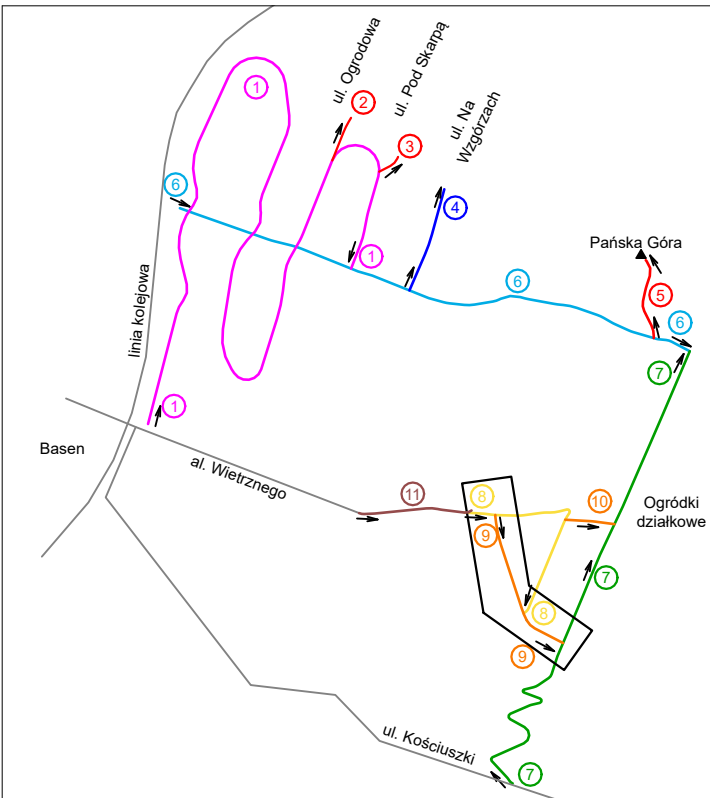 1
ul. Ogrodowa
ul. Pod Skarpą
2
3
ul. Na
Wzgórzach
6
4
1
Pańska Góra
6
5
6
linia kolejowa
7
1
Basen
al. Wietrznego
11
8
10
Ogródki
działkowe
9
7
8
9
ul. Kościuszki
7